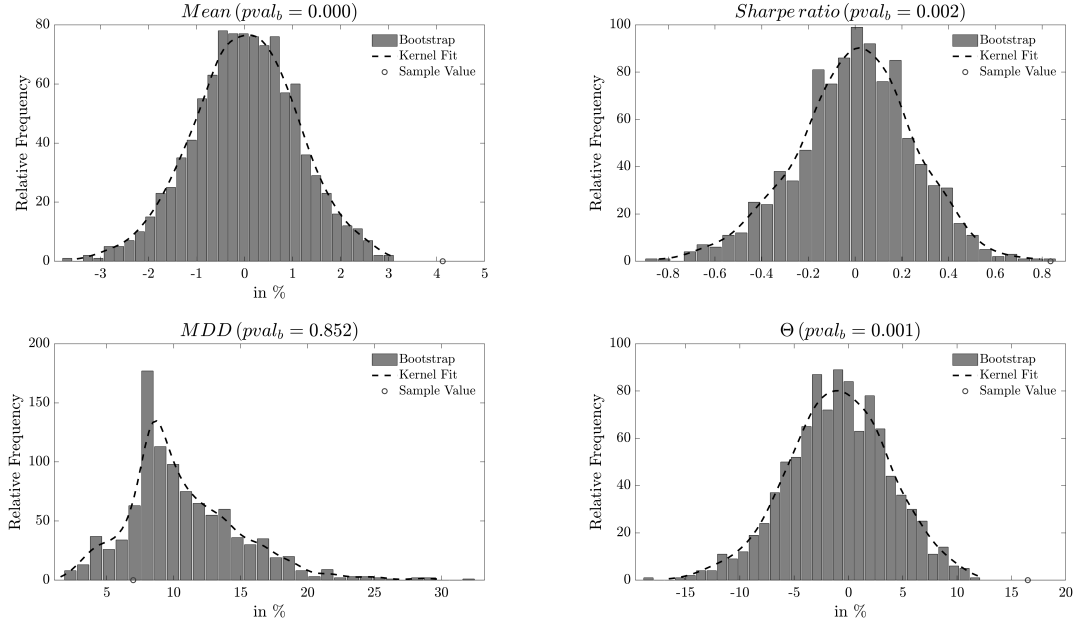 Mean (pval_b = 0.000)
80
60
40
20
0
Relative Frequency
Bootstrap
Kernel Fit
Sample Value
-3 -2 -1 0 1 2 3 4 5
in %
Sharpe ratio (pval_b = 0.002)
100
80
60
40
20
0
Relative Frequency
Bootstrap
Kernel Fit
Sample Value
-0.8 -0.6 -0.4 -0.2 0 0.2 0.4 0.6 0.8
in %
MDD (pval_b = 0.852)
200
150
100
50
0
Relative Frequency
Bootstrap
Kernel Fit
Sample Value
5 10 15 20 25 30
in %
Θ (pval_b = 0.001)
100
80
60
40
20
0
Relative Frequency
Bootstrap
Kernel Fit
Sample Value
-15 -10 -5 0 5 10 15 20
in %